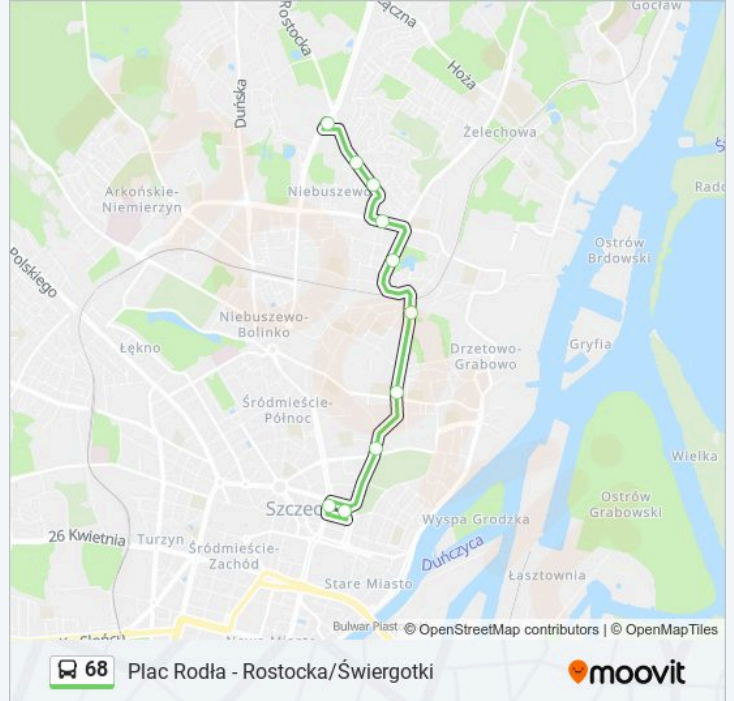 Gocław
Rostocka
Łączna
Hoża
Duńska
Żelechowa
Arkońskie-
Niemierzyn
Niebuszewo
Ostrów
Brdowski
Polskiego
Niebuszewo-
Bolinko
Łękno
Drzetowo-
Grabowo
Gryfia
Śródmieście-
Północ
Wielka
Ostrów
Grabowski
Szczec
Wyspa Grodzka
26 Kwietnia
Turzyn
Śródmieście-
Zachód
Duńczyca
Łasztownia
Stare Miasto
Bulwar Piast
© OpenStreetMap contributors | © OpenMapTiles
68 Plac Rodła - Rostocka/Świergotki
moovit